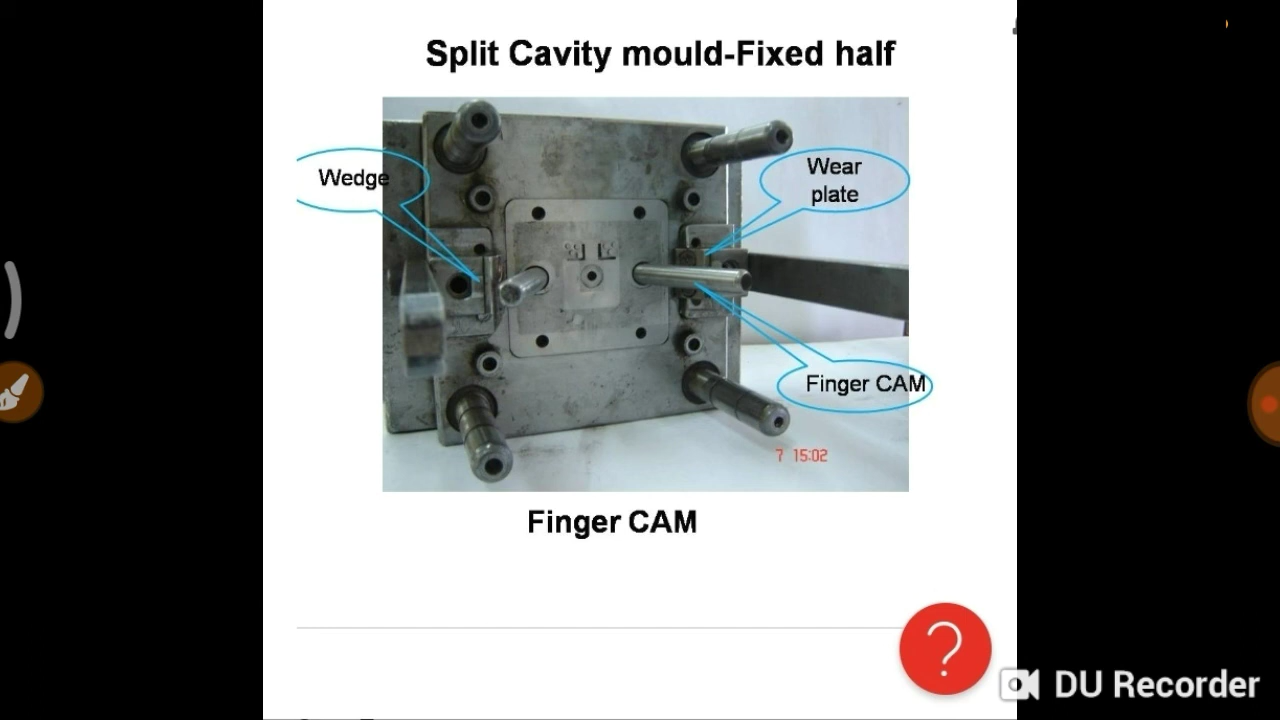 Split Cavity mould-Fixed half
Wedge
Wear
plate
Finger CAM
7 15:02
Finger CAM
?
DU Recorder